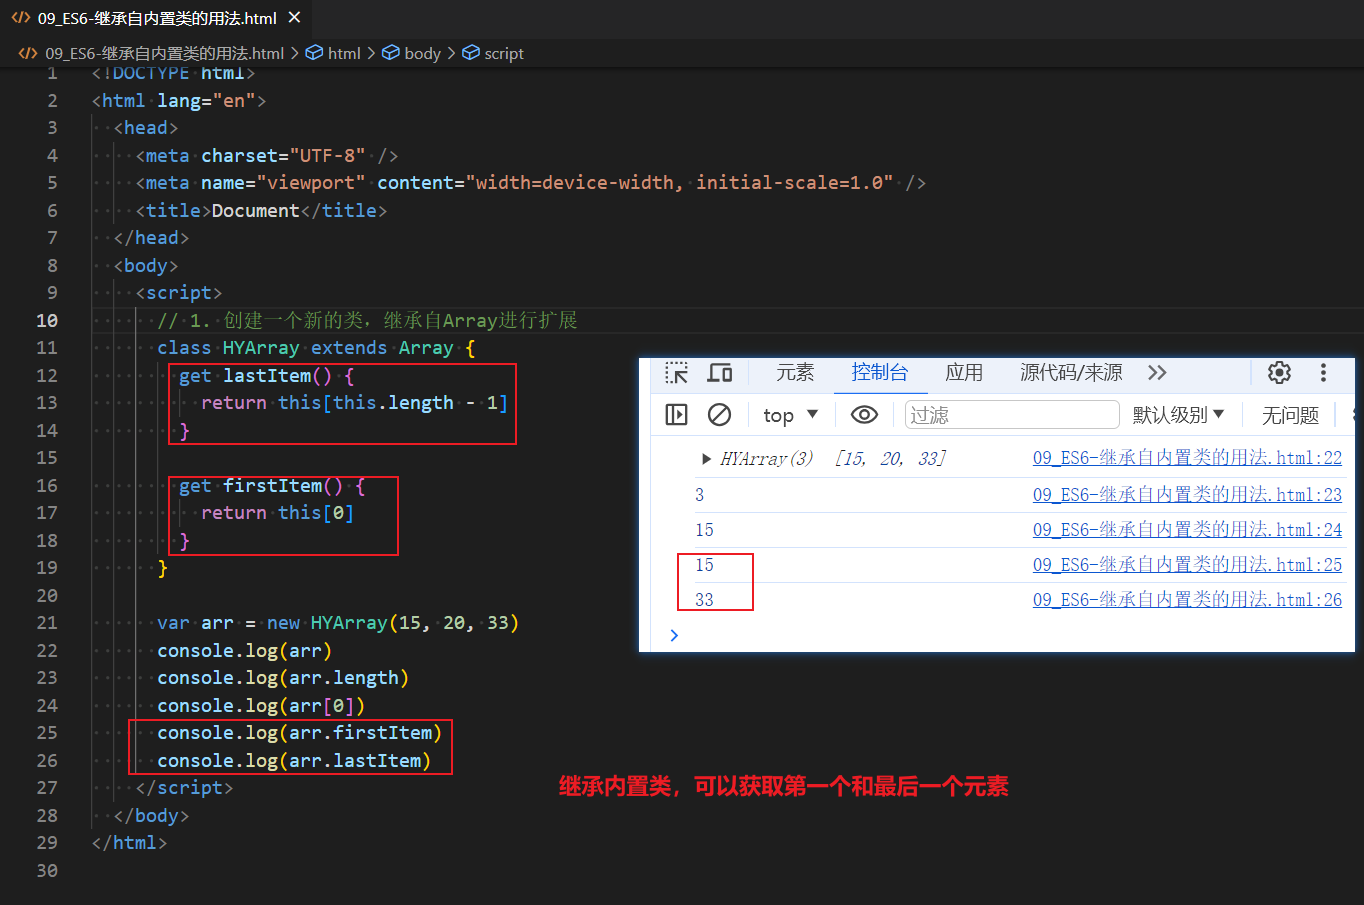 09_ES6-继承自内置类的用法.html
09_ES6-继承自内置类的用法.html > html > body > script
1 <!DOCTYPE html>
2 <html lang="en">
3 <head>
4 <meta charset="UTF-8" />
5 <meta name="viewport" content="width=device-width, initial-scale=1.0" />
6 <title>Document</title>
7 </head>
8 <body>
9 <script>
10 // 1. 创建一个新的类，继承自Array进行扩展
11 class HYArray extends Array {
12 get lastItem() {
13 return this[this.length - 1]
14 }
15
16 get firstItem() {
17 return this[0]
18 }
19 }
20
21 var arr = new HYArray(15, 20, 33)
22 console.log(arr)
23 console.log(arr.length)
24 console.log(arr[0])
25 console.log(arr.firstItem)
26 console.log(arr.lastItem)
27 </script>
28 </body>
29 </html>
30
元素 控制台 应用 源代码/来源
top 过滤 默认级别 无问题
HYArray(3) [15, 20, 33] 09_ES6-继承自内置类的用法.html:22
3 09_ES6-继承自内置类的用法.html:23
15 09_ES6-继承自内置类的用法.html:24
15 09_ES6-继承自内置类的用法.html:25
33 09_ES6-继承自内置类的用法.html:26
继承内置类，可以获取第一个和最后一个元素